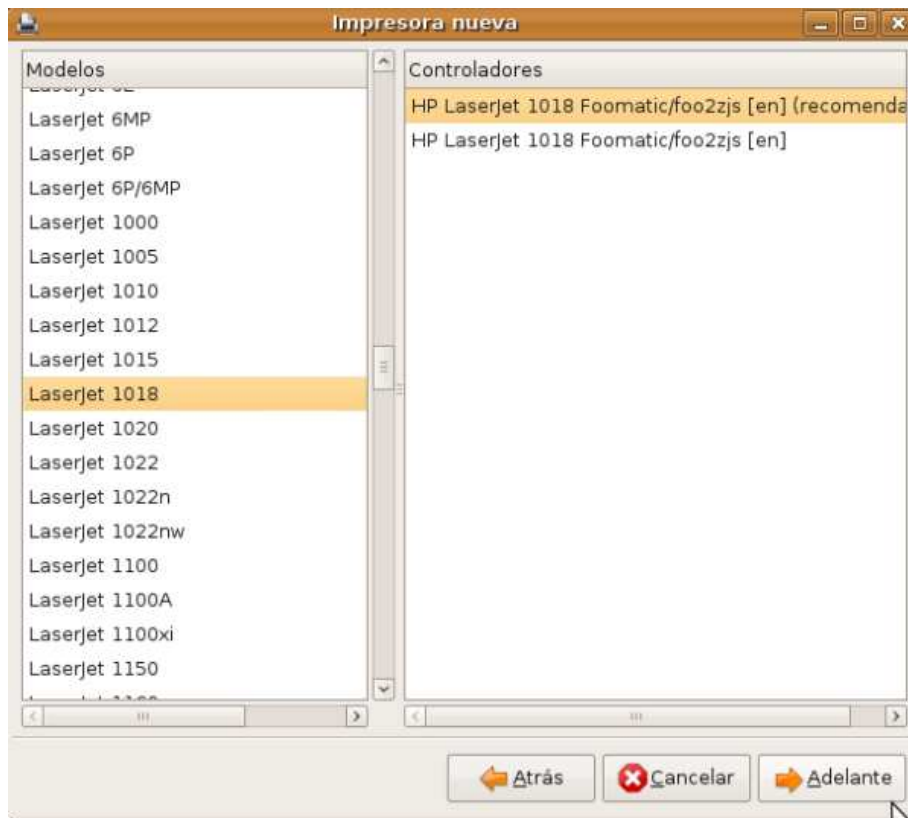 Impresora nueva
Modelos
LaserJet 6MP
LaserJet 6P
LaserJet 6P/6MP
LaserJet 1000
LaserJet 1005
LaserJet 1010
LaserJet 1012
LaserJet 1015
LaserJet 1018
LaserJet 1020
LaserJet 1022
LaserJet 1022n
LaserJet 1022nw
LaserJet 1100
LaserJet 1100A
LaserJet 1100xi
LaserJet 1150
Controladores
HP LaserJet 1018 Foomatic/foo2zjs [en] (recomenda
HP LaserJet 1018 Foomatic/foo2zjs [en]
Atrás
Cancelar
Adelante